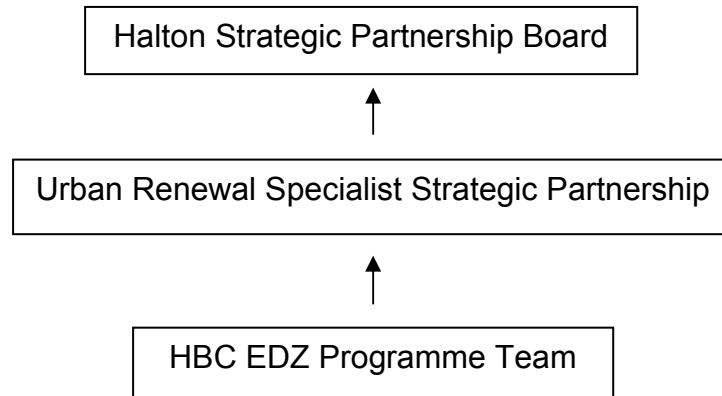 Halton Strategic Partnership Board
Urban Renewal Specialist Strategic Partnership
HBC EDZ Programme Team